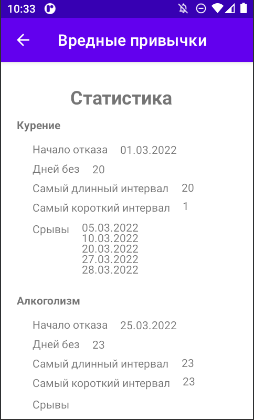 10:33
Вредные привычки
Статистика
Курение
Начало отказа 01.03.2022
Дней без 20
Самый длинный интервал 20
Самый короткий интервал 1
Срывы 05.03.2022
10.03.2022
20.03.2022
27.03.2022
28.03.2022
Алкоголизм
Начало отказа 25.03.2022
Дней без 23
Самый длинный интервал 23
Самый короткий интервал 23
Срывы